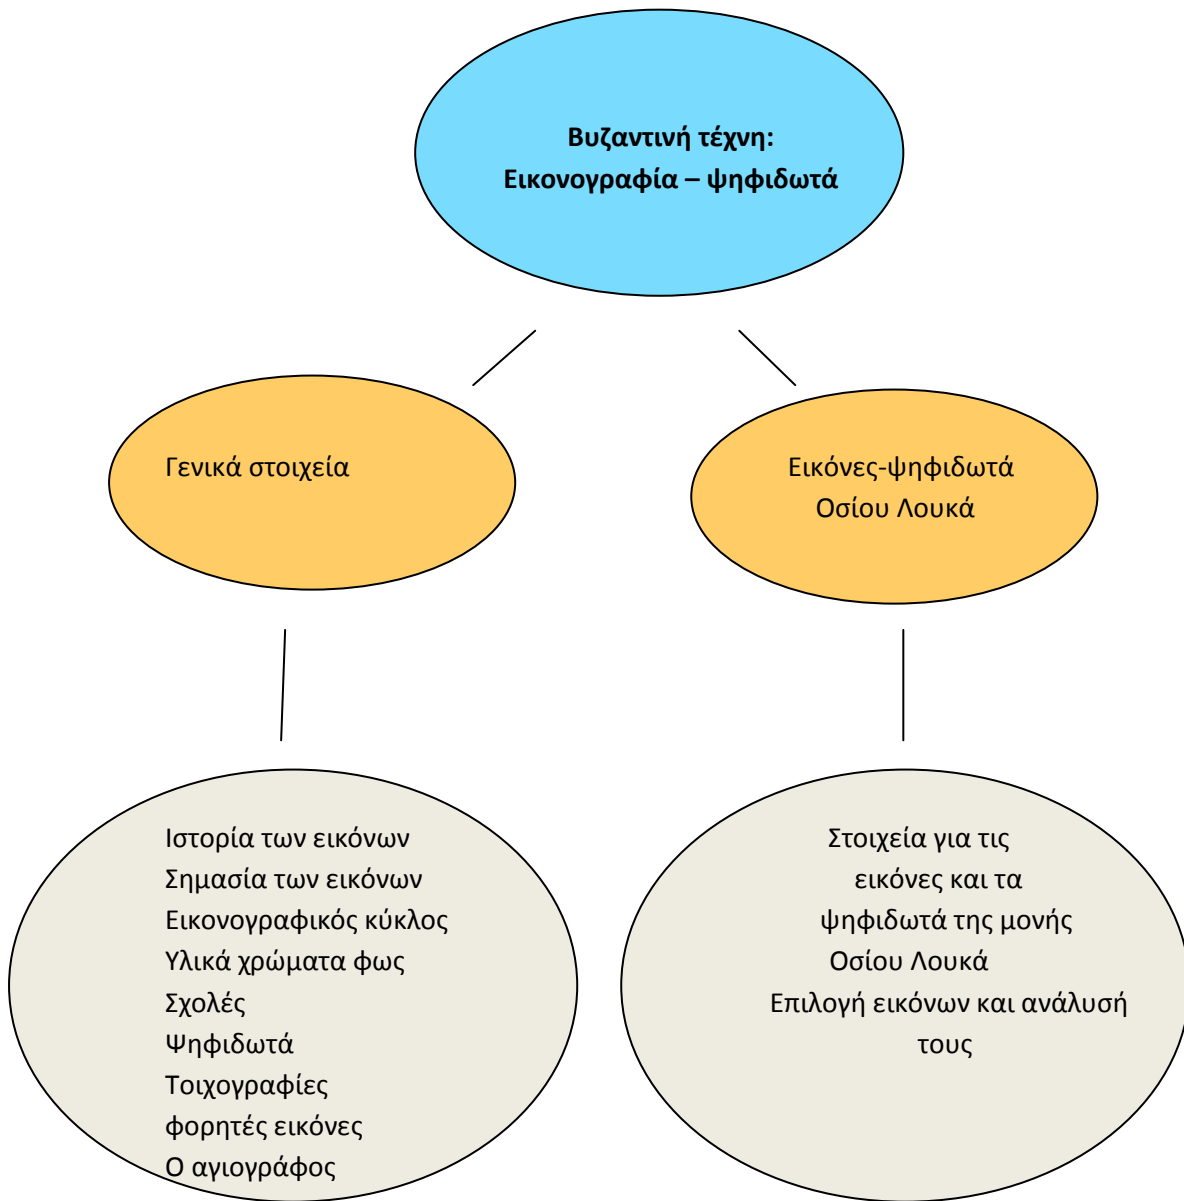 Βυζαντινή τέχνη:
Εικονογραφία – ψηφιδωτά
Γενικά στοιχεία
Εικόνες-ψηφιδωτά
Οσίου Λουκά
Ιστορία των εικόνων
Σημασία των εικόνων
Εικονογραφικός κύκλος
Υλικά χρώματα φως
Σχολές
Ψηφιδωτά
Τοιχογραφίες
φορητές εικόνες
Ο αγιογράφος
Στοιχεία για τις
εικόνες και τα
ψηφιδωτά της μονής
Οσίου Λουκά
Επιλογή εικόνων και ανάλυσή
τους